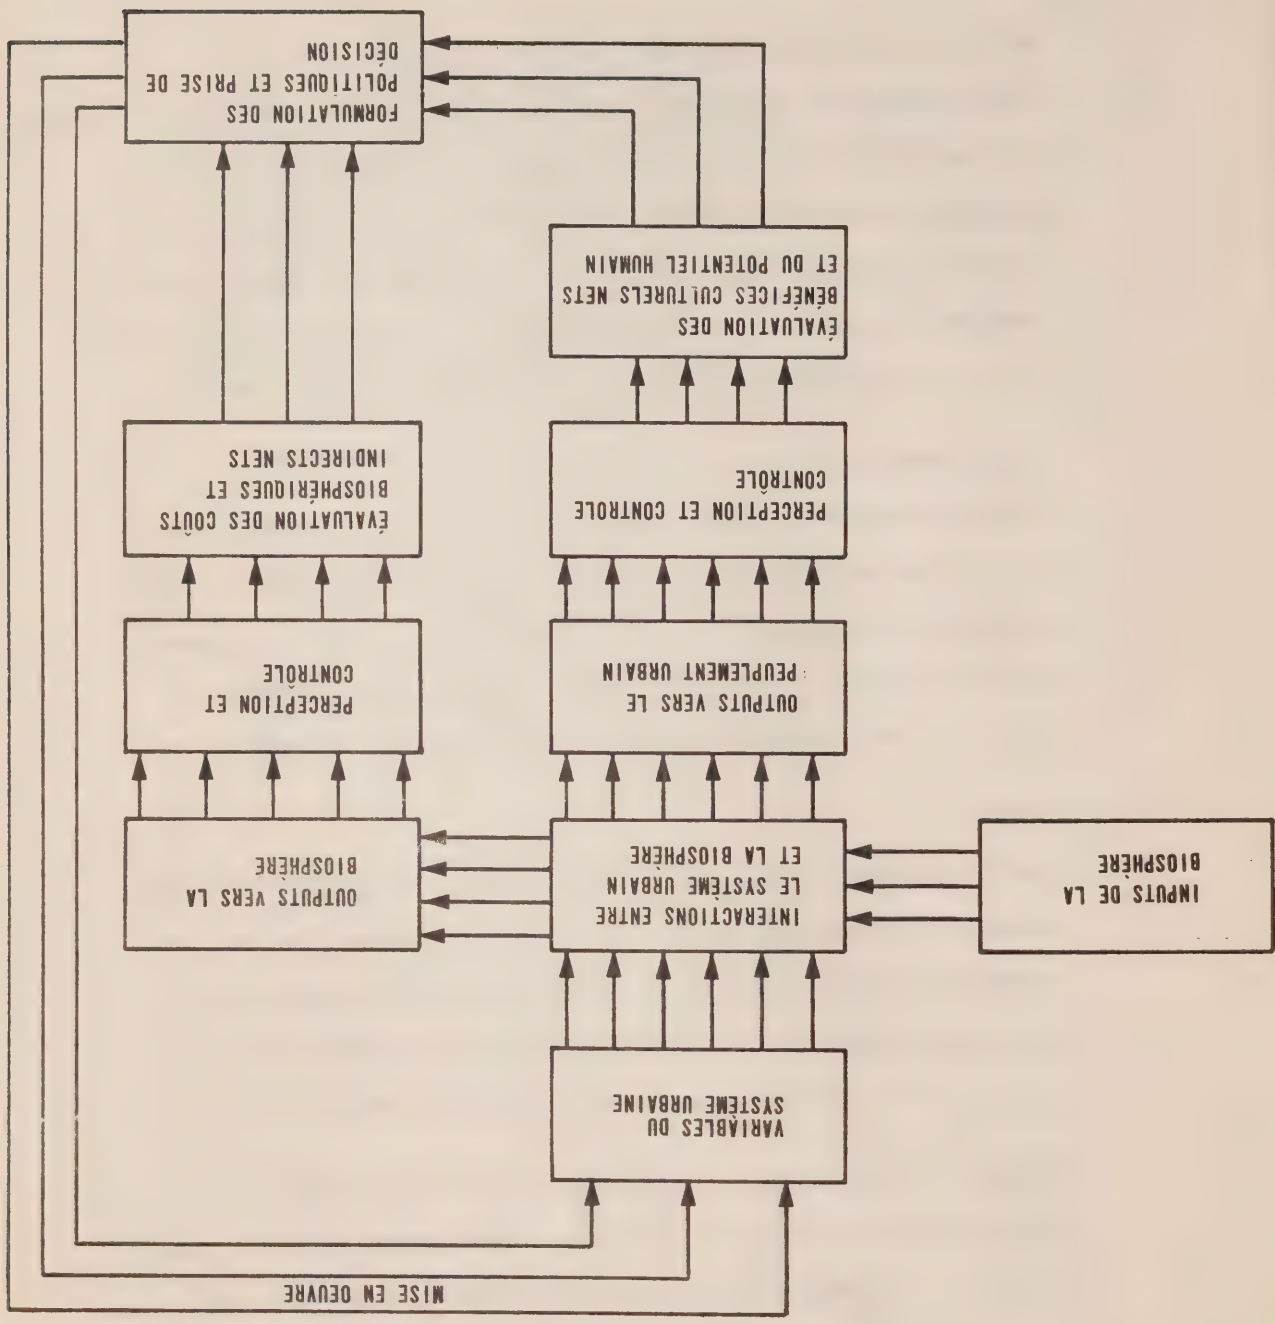 MISE EN OEUVRE
VARIABLES DU
SYSTÈME URBAINE
INPUTS DE LA
BIOSPHÈRE
INTERACTIONS ENTRE
LE SYSTÈME URBAIN
ET LA BIOSPHÈRE
OUTPUTS VERS LA
BIOSPHÈRE
OUTPUTS VERS LE
PEUPLEMENT URBAIN
PERCEPTION ET
CONTRÔLE
PERCEPTION ET CONTROLE
CONTRÔLE
ÉVALUATION DES COÛTS
BIOSPHÉRIQUES ET
INDIRECTS NETS
ÉVALUATION DES
BÉNÉFICES CULTURELS NETS
ET DU POTENTIEL HUMAIN
FORMULATION DES
POLITIQUES ET PRISE DE
DÉCISION